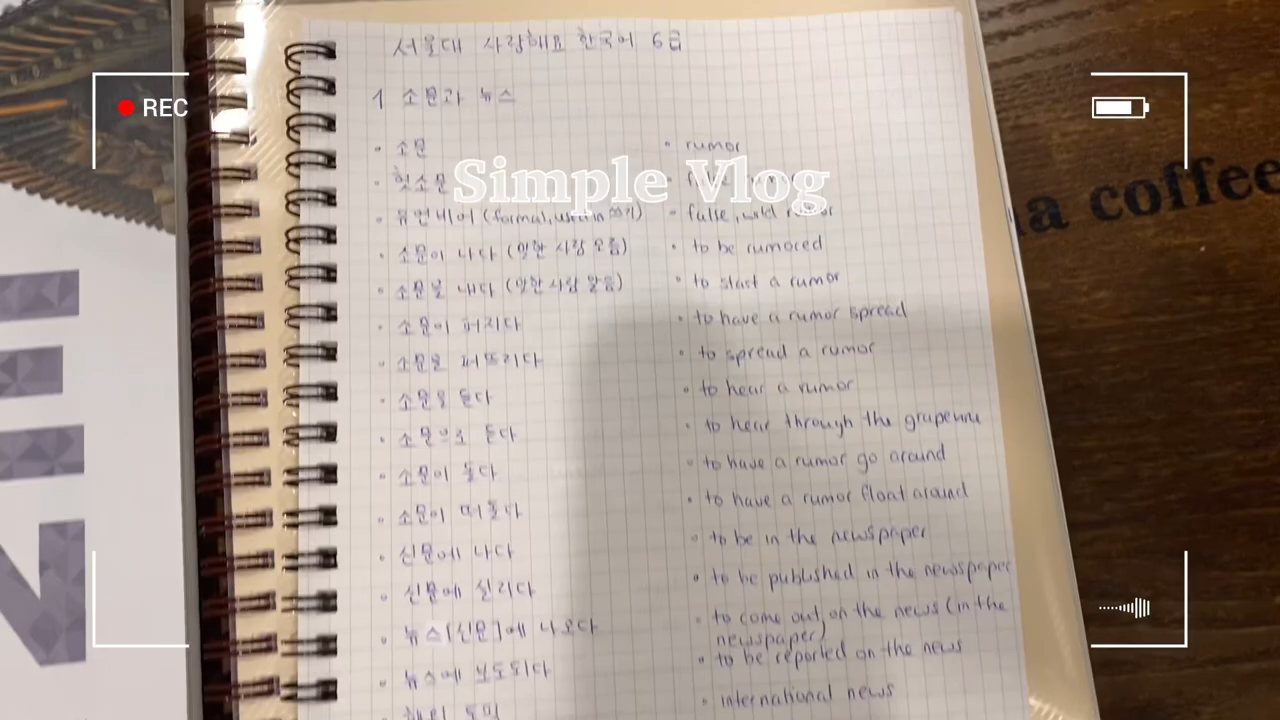 서울대 사랑해요 한국어 6급
REC
1 소문과 뉴스
• 소문 • rumor
Simple Vlog
• 헛소문
• 유언비어 (formal, used in 쓰기) • false, wild rumor
• 소문이 나다 (말한 사람 모름) • to be rumored
• 소문을 내다 (말한 사람 앎음) • to start a rumor
• 소문이 퍼지다 • to have a rumor spread
• 소문을 퍼뜨리다 • to spread a rumor
• 소문을 듣다 • to hear a rumor
• 소문으로 듣다 • to hear through the grapevine
• 소문이 돌다 • to have a rumor go around
• 소문이 떠돌다 • to have a rumor float around
• 신문에 나다 • to be in the newspaper
• 신문에 실리다 • to be published in the newspaper
• 뉴스[신문]에 나오다 • to come out on the news (in the newspaper)
• 뉴스에 보도되다 • to be reported on the news
• international news
a coffee